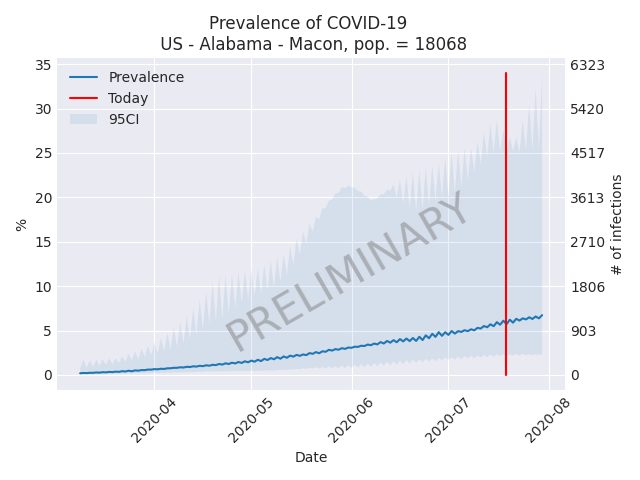 Prevalence of COVID-19
US - Alabama - Macon, pop. = 18068
Prevalence
Today
95CI
35
30
25
20
15
10
5
0
%
6323
5420
4517
3613
2710
1806
903
0
# of infections
PRELIMINARY
2020-04
2020-05
2020-06
2020-07
2020-08
Date